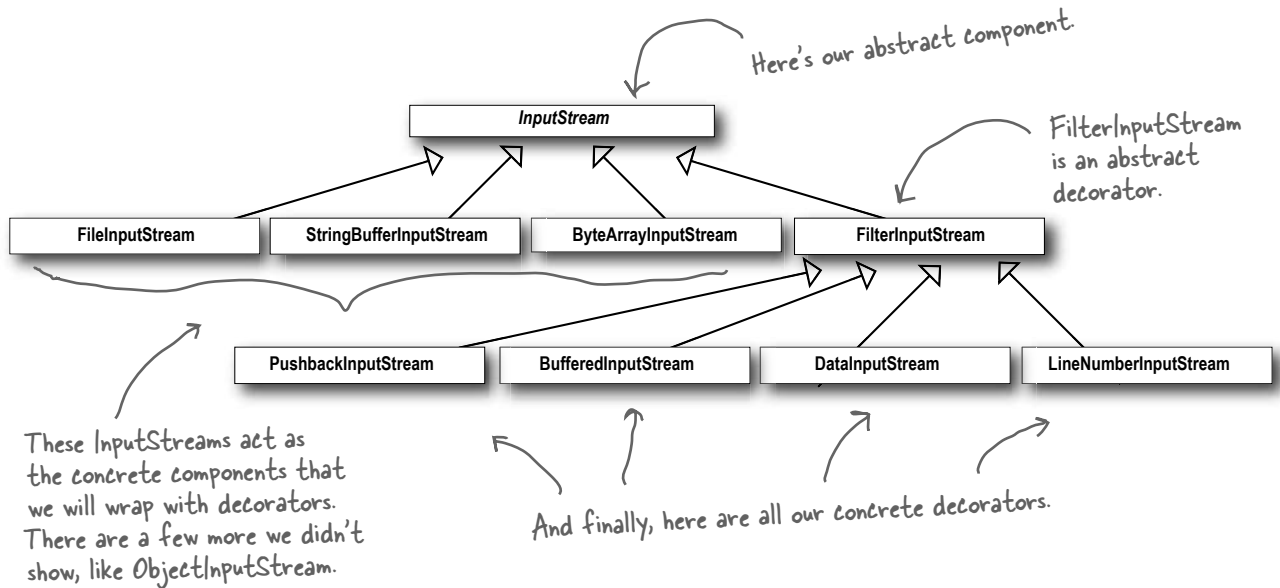 Here's our abstract component.
InputStream
FilterInputStream
is an abstract
decorator.
FileInputStream
StringBufferInputStream
ByteArrayInputStream
FilterInputStream
PushbackInputStream
BufferedInputStream
DataInputStream
LineNumberInputStream
These InputStreams act as
the concrete components that
we will wrap with decorators.
There are a few more we didn't
show, like ObjectInputStream.
And finally, here are all our concrete decorators.